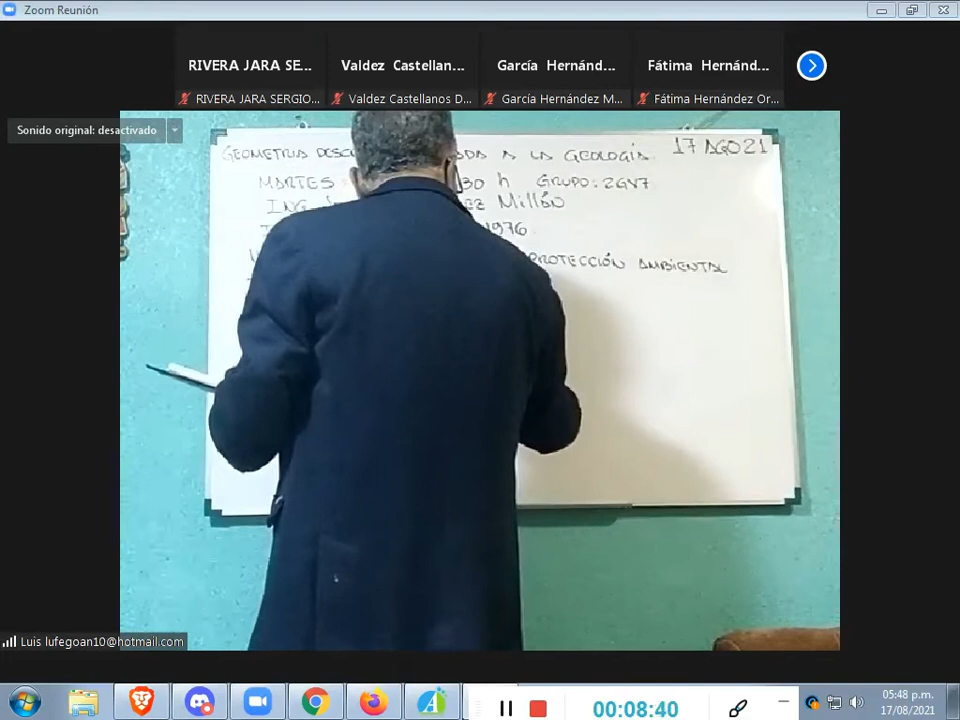 Zoom Reunión
RIVERA JARA SE...
Valdez Castellan...
García Hernánd...
Fátima Hernánd...
RIVERA JARA SERGIO...
Valdez Castellanos D...
García Hernández M...
Fátima Hernández Or...
Sonido original: desactivado
17 AGO 21
GEOMETRIA A LA GEOLOGÍA.
MARTES 30 h GRUPO: 2GV7
ING. Millán
1976
PROTECCIÓN AMBIENTAL
Luis lufegoan10@hotmail.com
00:08:40
05:48 p.m.
17/08/2021